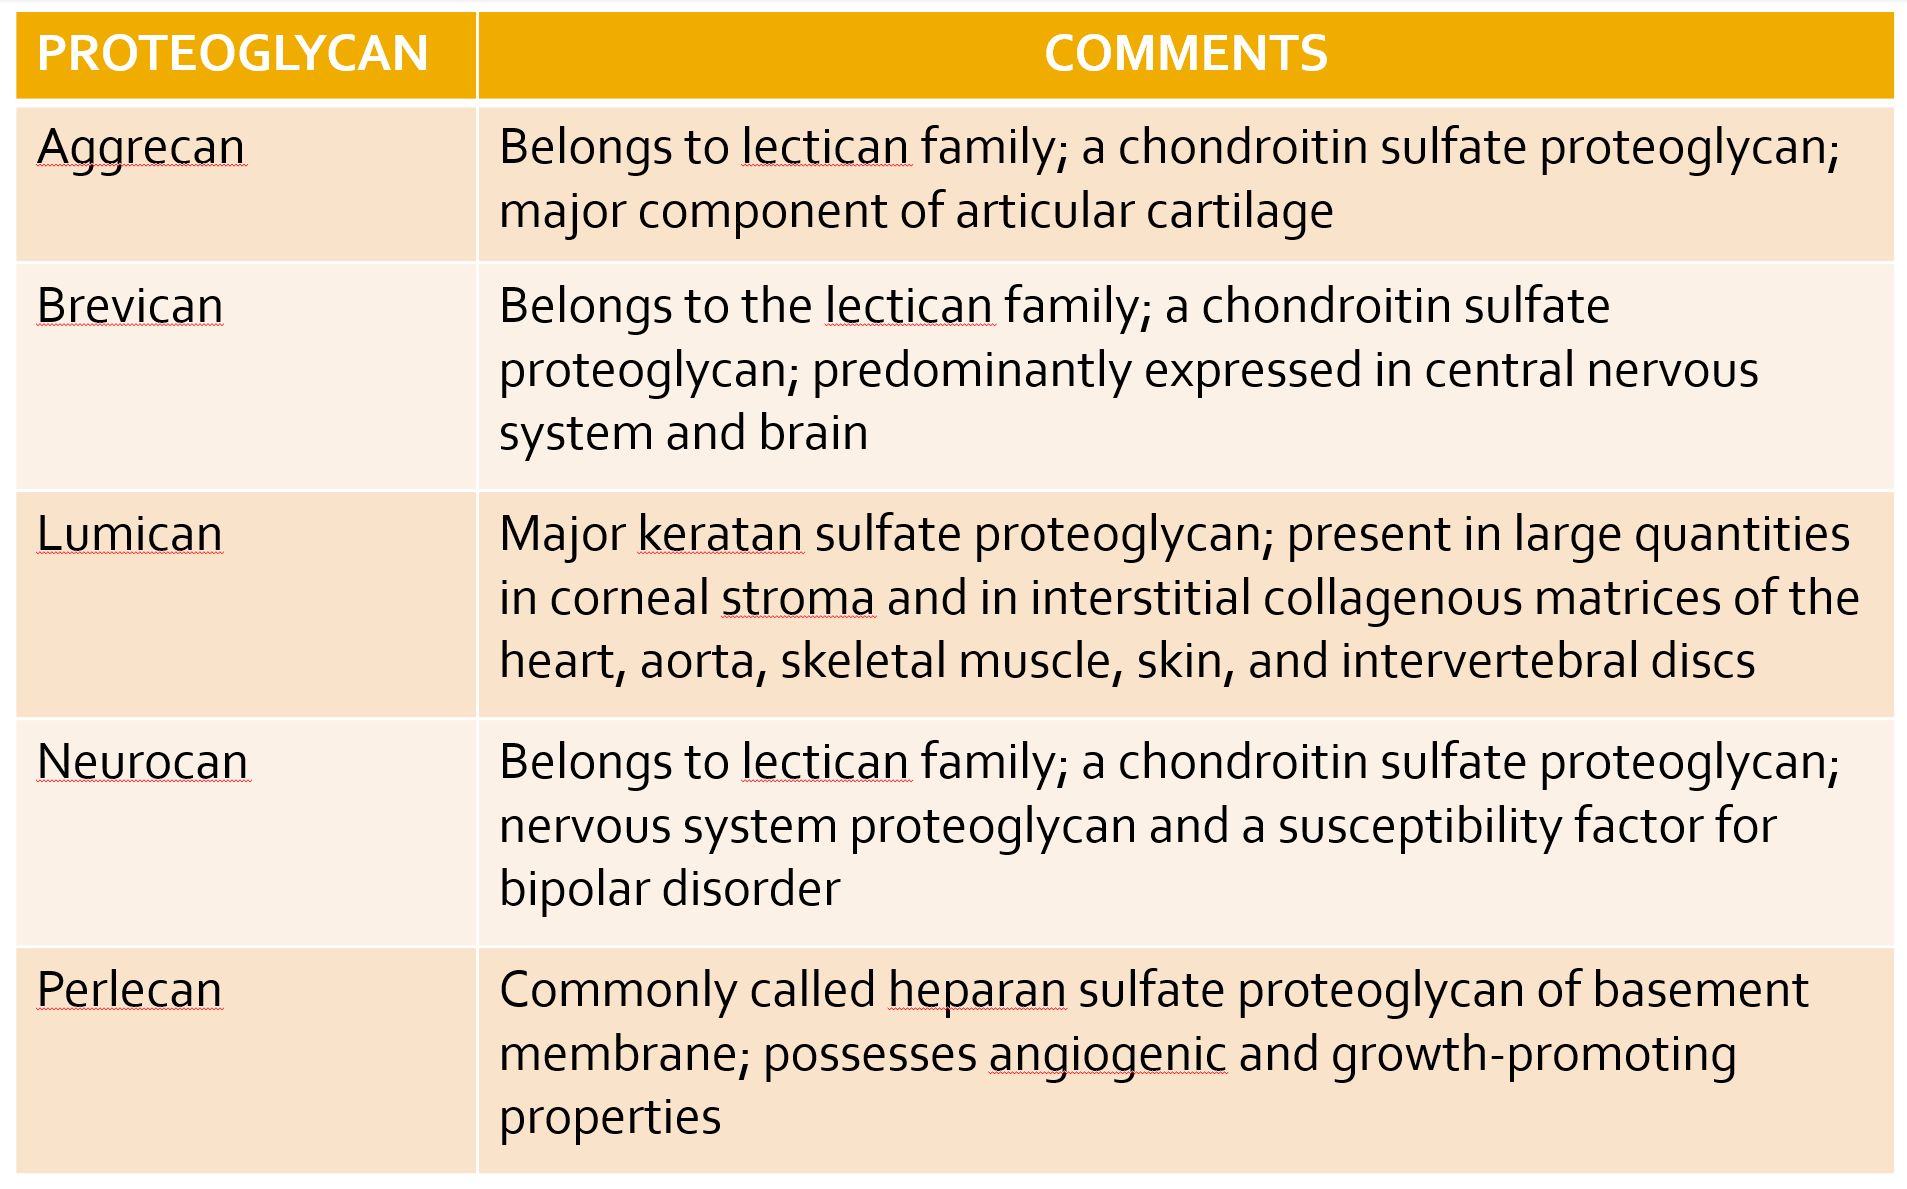 PROTEOGLYCAN COMMENTS
Aggrecan
Belongs to lectican family; a chondroitin sulfate proteoglycan;
major component of articular cartilage
Brevican
Belongs to the lectican family; a chondroitin sulfate
proteoglycan; predominantly expressed in central nervous
system and brain
Lumican
Major keratan sulfate proteoglycan; present in large quantities
in corneal stroma and in interstitial collagenous matrices of the
heart, aorta, skeletal muscle, skin, and intervertebral discs
Neurocan
Belongs to lectican family; a chondroitin sulfate proteoglycan;
nervous system proteoglycan and a susceptibility factor for
bipolar disorder
Perlecan
Commonly called heparan sulfate proteoglycan of basement
membrane; possesses angiogenic and growth-promoting
properties